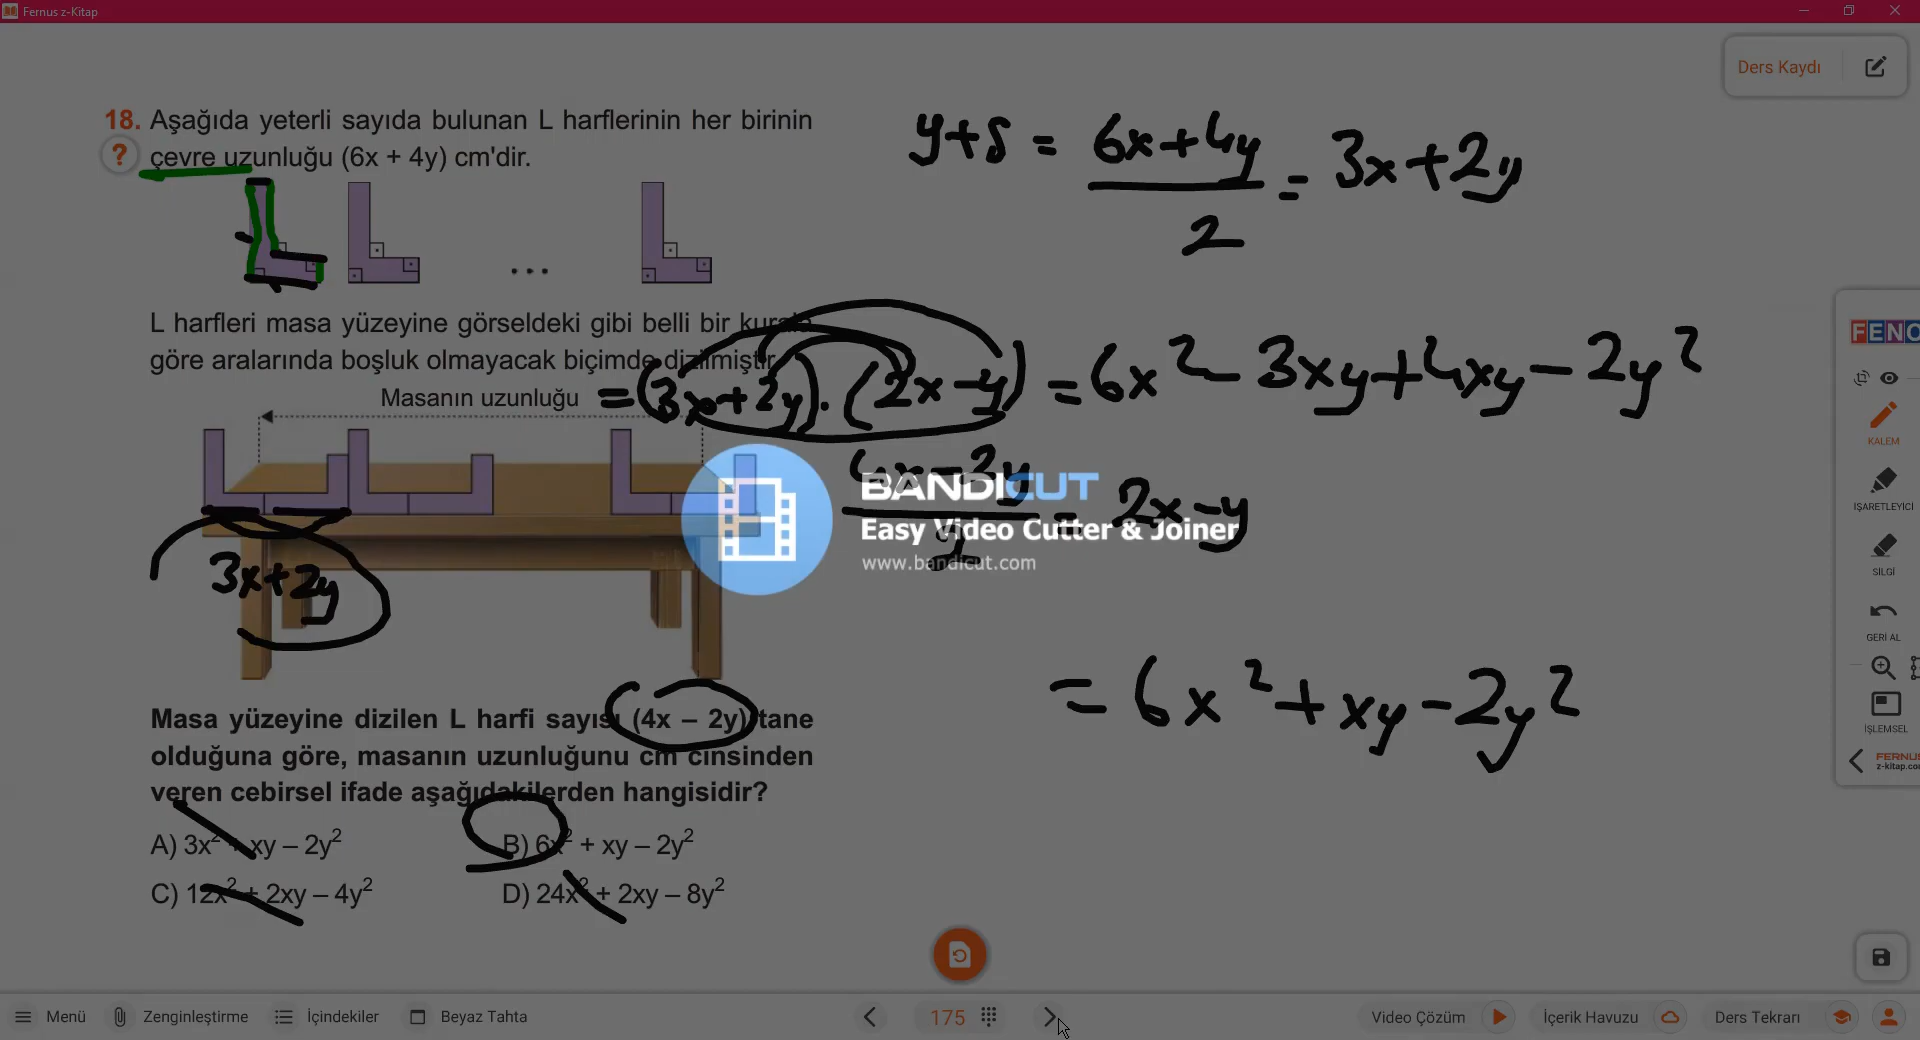 Fernus z-Kitap
Ders Kaydı
18. Aşağıda yeterli sayıda bulunan L harflerinin her birinin
? çevre uzunluğu (6x + 4y) cm'dir.
y+5 = 6x+4y / 2 = 3x+2y
...
L harfleri masa yüzeyine görseldeki gibi belli bir kurala
göre aralarında boşluk olmayacak biçimde dizilmiştir.
Masanın uzunluğu
=(3x+2y).(2x-y) = 6x² - 3xy + 4xy - 2y²
4x-2y / 2 = 2x-y
BANDICUT
Easy Video Cutter & Joiner
www.bandicut.com
3x+2y
= 6x² + xy - 2y²
Masa yüzeyine dizilen L harfi sayısı (4x – 2y) tane
olduğuna göre, masanın uzunluğunu cm cinsinden
veren cebirsel ifade aşağıdakilerden hangisidir?
A) 3x² + xy – 2y²
B) 6x² + xy – 2y²
C) 12x² + 2xy – 4y²
D) 24x² + 2xy – 8y²
FENO
KALEM
İŞARETLEYİCİ
SİLGİ
GERİ AL
İŞLEMSEL
FERNUS
z-kitap.com
Menü
Zenginleştirme
İçindekiler
Beyaz Tahta
175
Video Çözüm
İçerik Havuzu
Ders Tekrarı